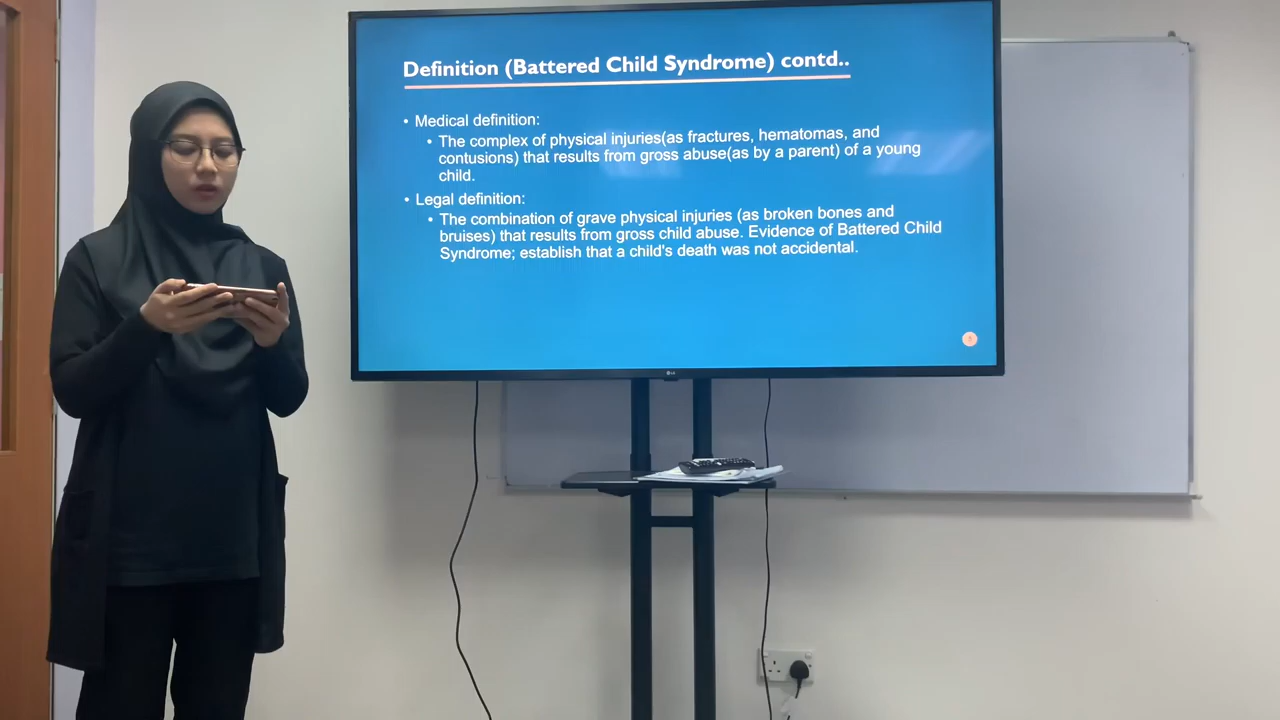 Definition (Battered Child Syndrome) contd..
• Medical definition:
• The complex of physical injuries(as fractures, hematomas, and
contusions) that results from gross abuse(as by a parent) of a young
child.
• Legal definition:
• The combination of grave physical injuries (as broken bones and
bruises) that results from gross child abuse. Evidence of Battered Child
Syndrome; establish that a child's death was not accidental.
LG